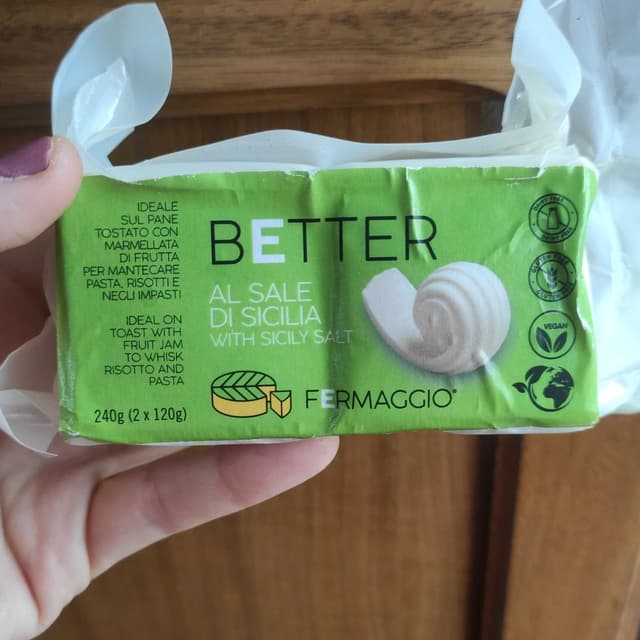 IDEALE
SUL PANE
TOSTATO CON
MARMELLATA
DI FRUTTA
PER MANTECARE
PASTA, RISOTTI E
NEGLI IMPASTI
IDEAL ON
TOAST WITH
FRUIT JAM
TO WHISK
RISOTTO AND
PASTA
240g (2 x 120g)
BETTER
AL SALE
DI SICILIA
WITH SICILY SALT
FERMAGGIO®
VEGAN